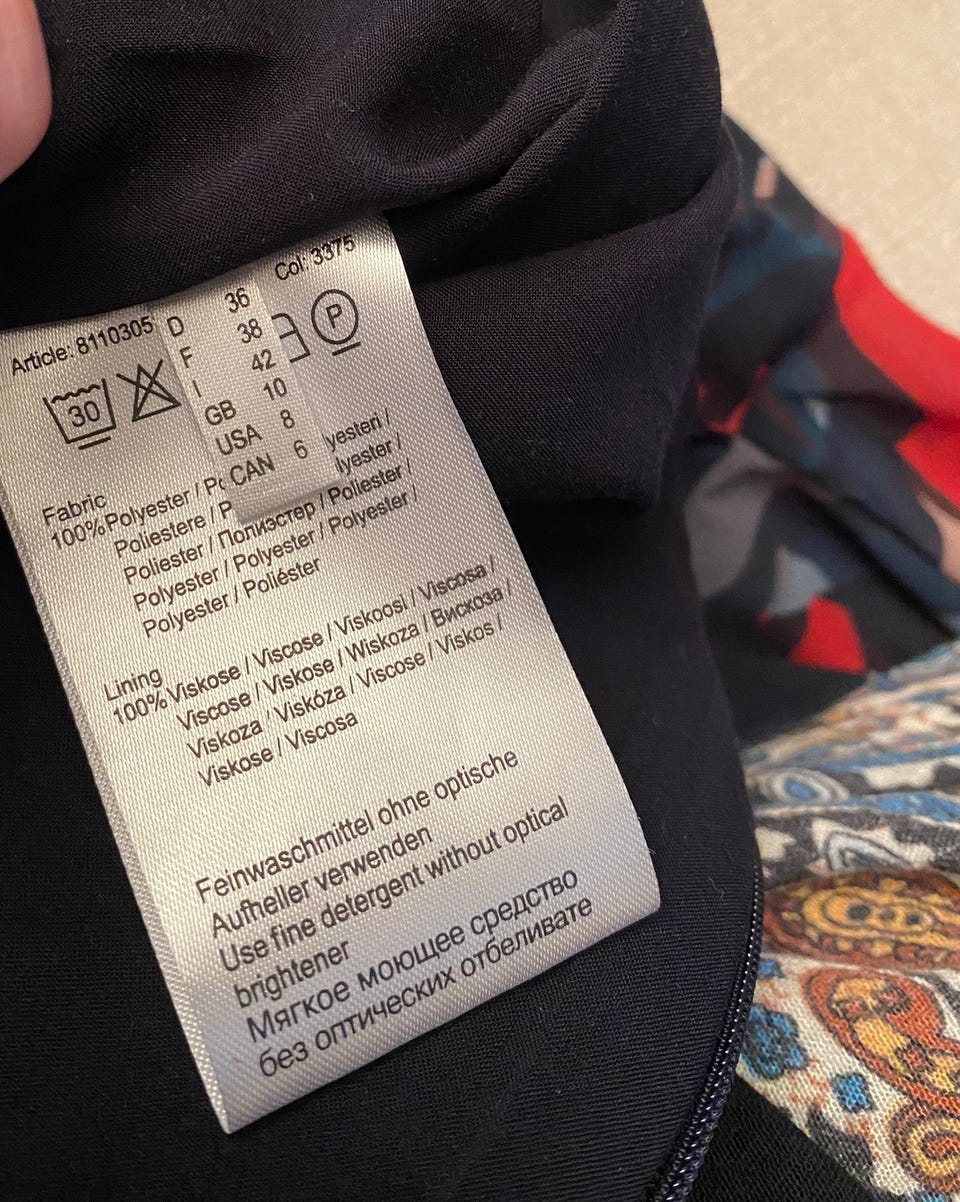 Col: 3375
Article: 8110305
D 36
F 38
I 42
GB 10
USA 8
CAN 6
30
P
Fabric
100% Polyester / yesteri /
Poliestere / lyester /
Poliester / Полиэстер / Poliester /
Polyester / Polyester / Polyester /
Polyester / Poliéster
Lining
100% Viskose / Viscose / Viskoosi / Viscosa /
Viscose / Viskose / Wiskoza / Вискоза /
Viskoza / Viskóza / Viscose / Viskos /
Viskose / Viscosa
Feinwaschmittel ohne optische
Aufheller verwenden
Use fine detergent without optical
brightener
Мягкое моющее средство
без оптических отбеливате